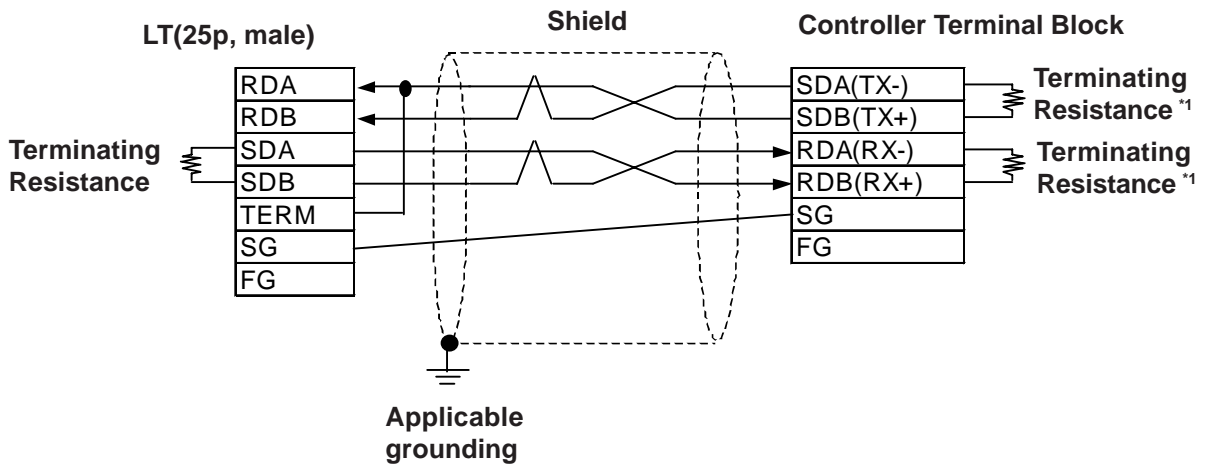 Shield
LT(25p, male)
Controller Terminal Block
RDA
RDB
SDA
SDB
TERM
SG
FG
Terminating
Resistance
SDA(TX-)
SDB(TX+)
RDA(RX-)
RDB(RX+)
SG
FG
Terminating
Resistance *1
Terminating
Resistance *1
Applicable
grounding